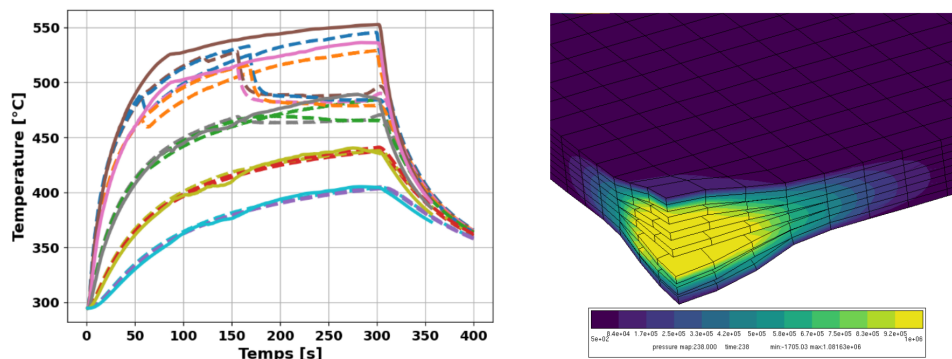 550
500
450
400
350
300
Temperature [°C]
0 50 100 150 200 250 300 350 400
Temps [s]
8.4e+04 1.7e+05 2.5e+05 3.3e+05 4.2e+05 5e+05 5.8e+05 6.7e+05 7.5e+05 8.3e+05 9.2e+05
5e+02 1e+06
pressure map:238.000 time:238 min:-1705.03 max:1.08163e+06